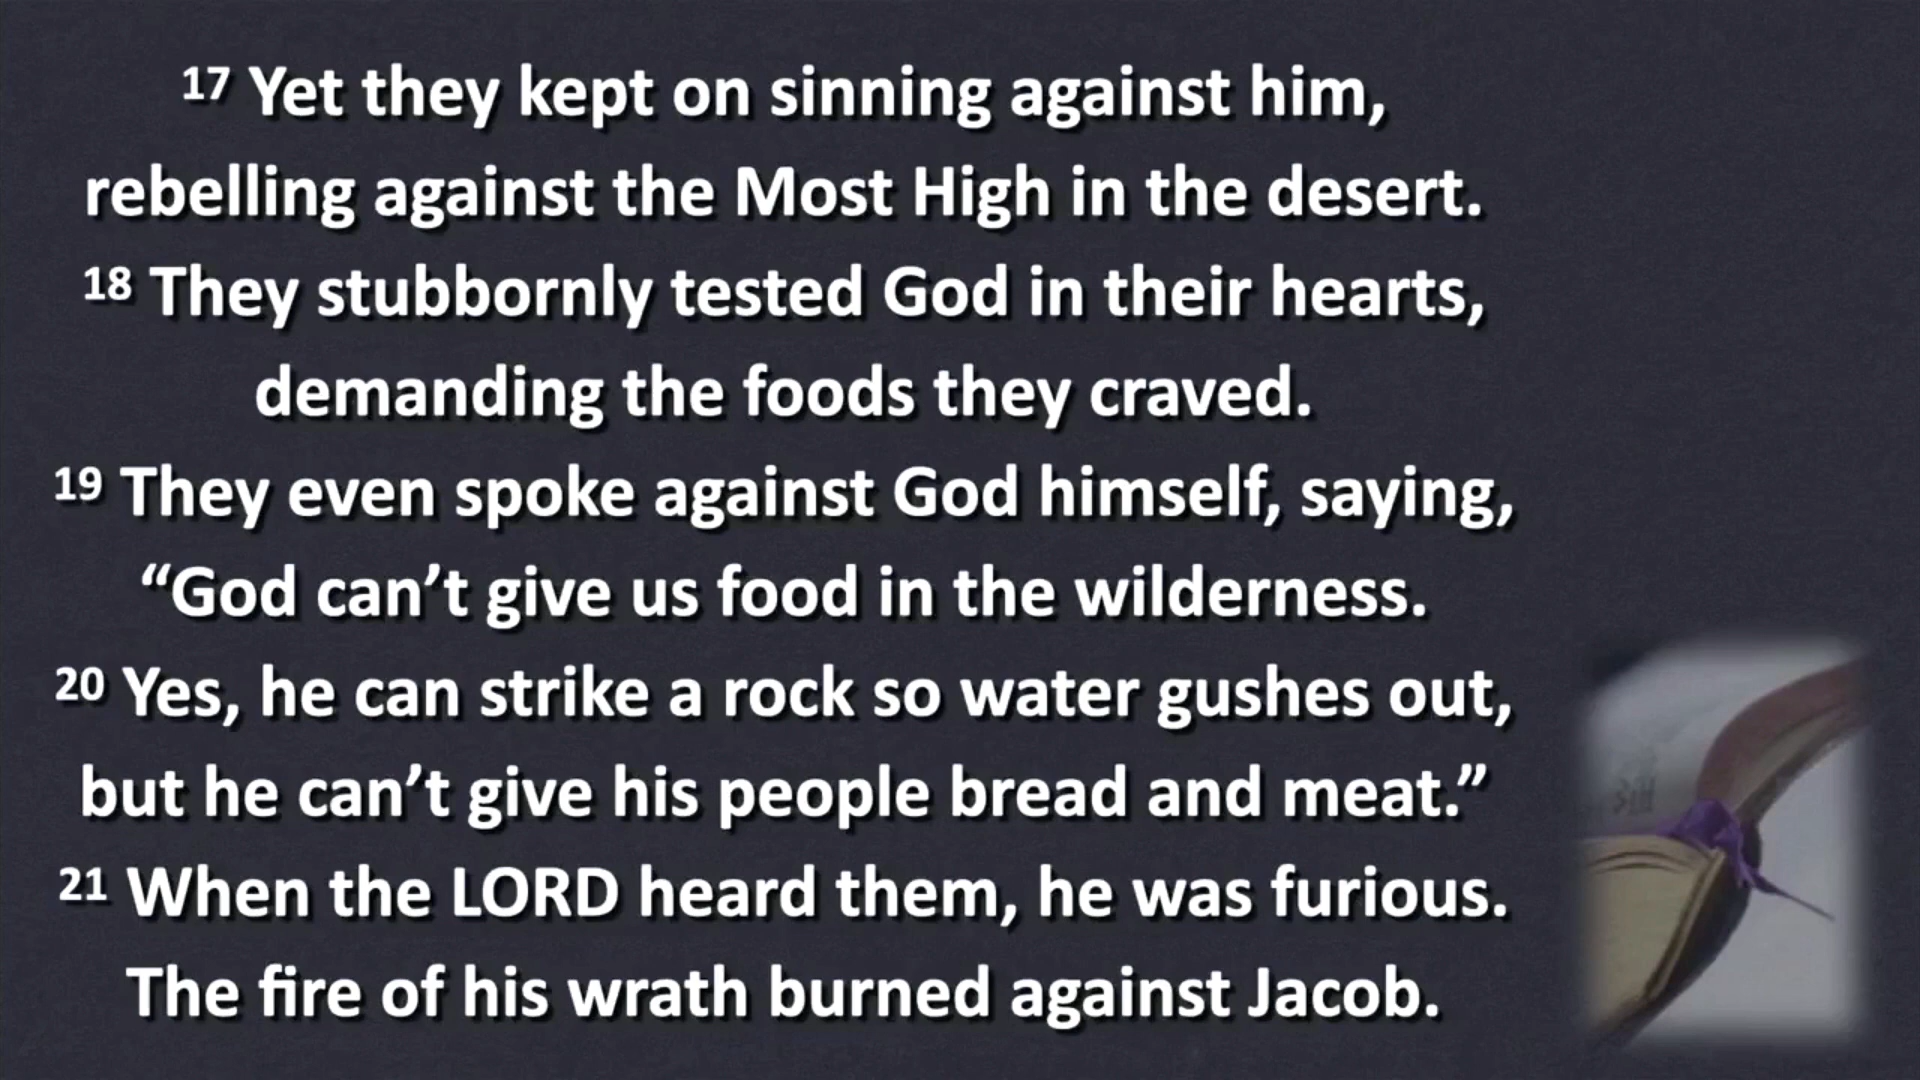 17 Yet they kept on sinning against him,
rebelling against the Most High in the desert.
18 They stubbornly tested God in their hearts,
demanding the foods they craved.
19 They even spoke against God himself, saying,
“God can’t give us food in the wilderness.
20 Yes, he can strike a rock so water gushes out,
but he can’t give his people bread and meat.”
21 When the LORD heard them, he was furious.
The fire of his wrath burned against Jacob.